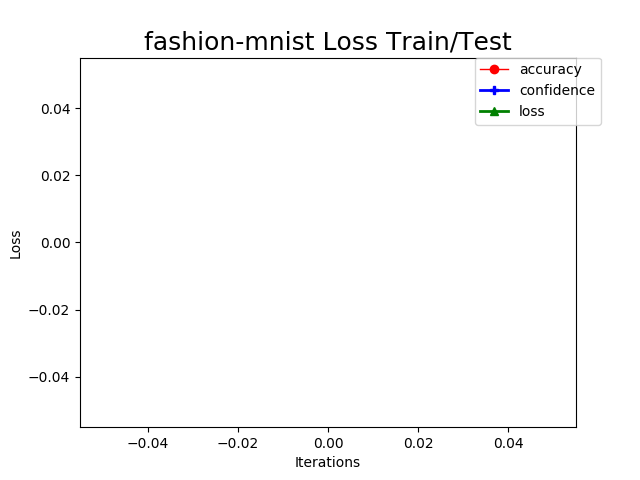 fashion-mnist Loss Train/Test
accuracy
confidence
loss
0.04
0.02
0.00
−0.02
−0.04
Loss
−0.04 −0.02 0.00 0.02 0.04
Iterations